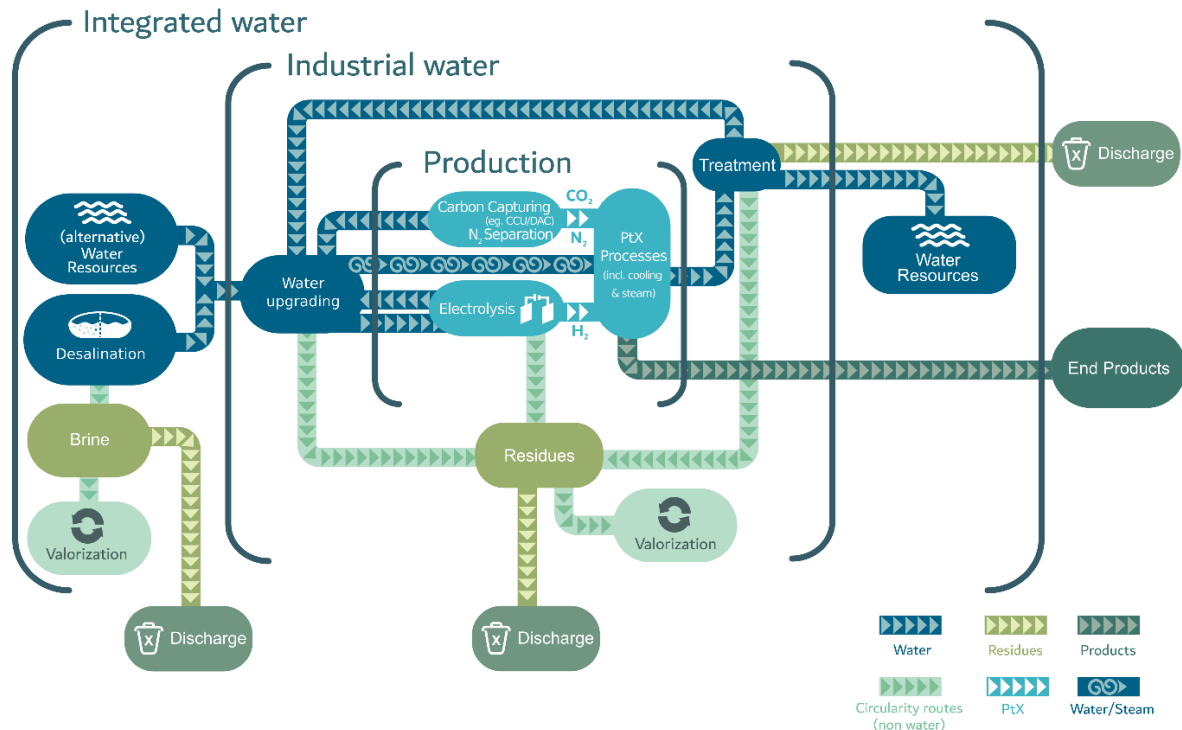 Integrated water
Industrial water
Production
(alternative)
Water
Resources
Desalination
Brine
Valorization
Discharge
Water
upgrading
Carbon Capturing
(eg. CCU/DAC)
N₂ Separation
CO₂
N₂
Electrolysis
H₂
PtX
Processes
(incl. cooling
& steam)
Treatment
Residues
Valorization
Discharge
Discharge
Water
Resources
End Products
Water
Residues
Products
Circularity routes
(non water)
PtX
Water/Steam